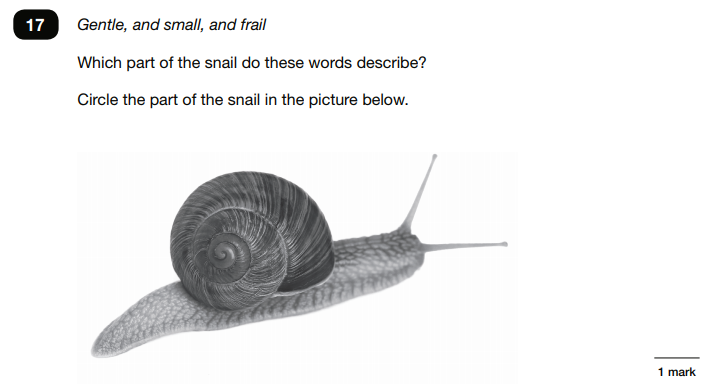 17 Gentle, and small, and frail
Which part of the snail do these words describe?
Circle the part of the snail in the picture below.
1 mark